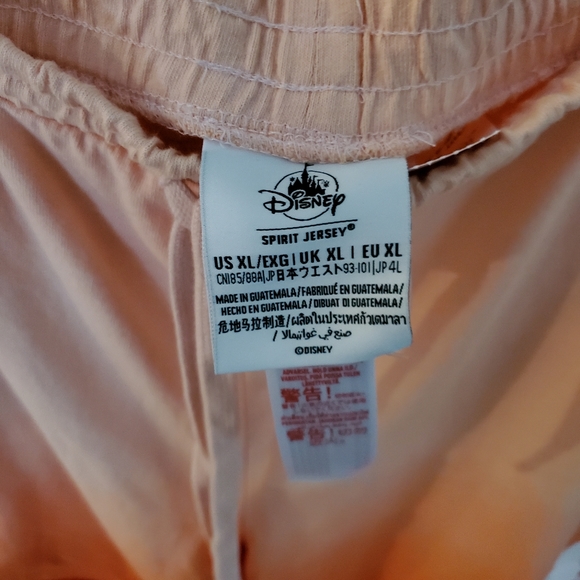 Disney
SPIRIT JERSEY®
US XL/EXG | UK XL | EU XL
CN185/88A|JP日本ウエスト93-101|JP4L
MADE IN GUATEMALA/FABRIQUÉ EN GUATEMALA/
HECHO EN GUATEMALA/DIBUAT DI GUATEMALA/
危地马拉制造/ผลิตในประเทศกัวเตมาลา
/صنع في غواتيمالا
©DISNEY
警告!
警告!